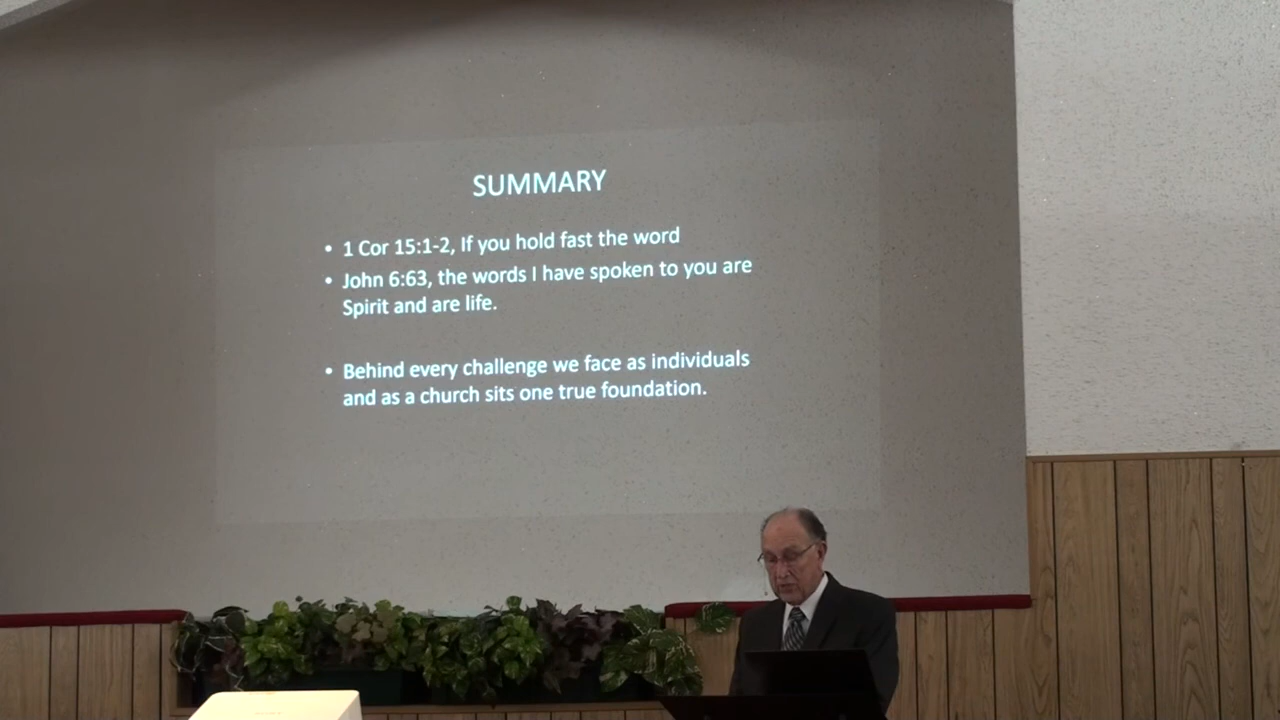 SUMMARY
• 1 Cor 15:1-2, If you hold fast the word
• John 6:63, the words I have spoken to you are
Spirit and are life.
• Behind every challenge we face as individuals
and as a church sits one true foundation.